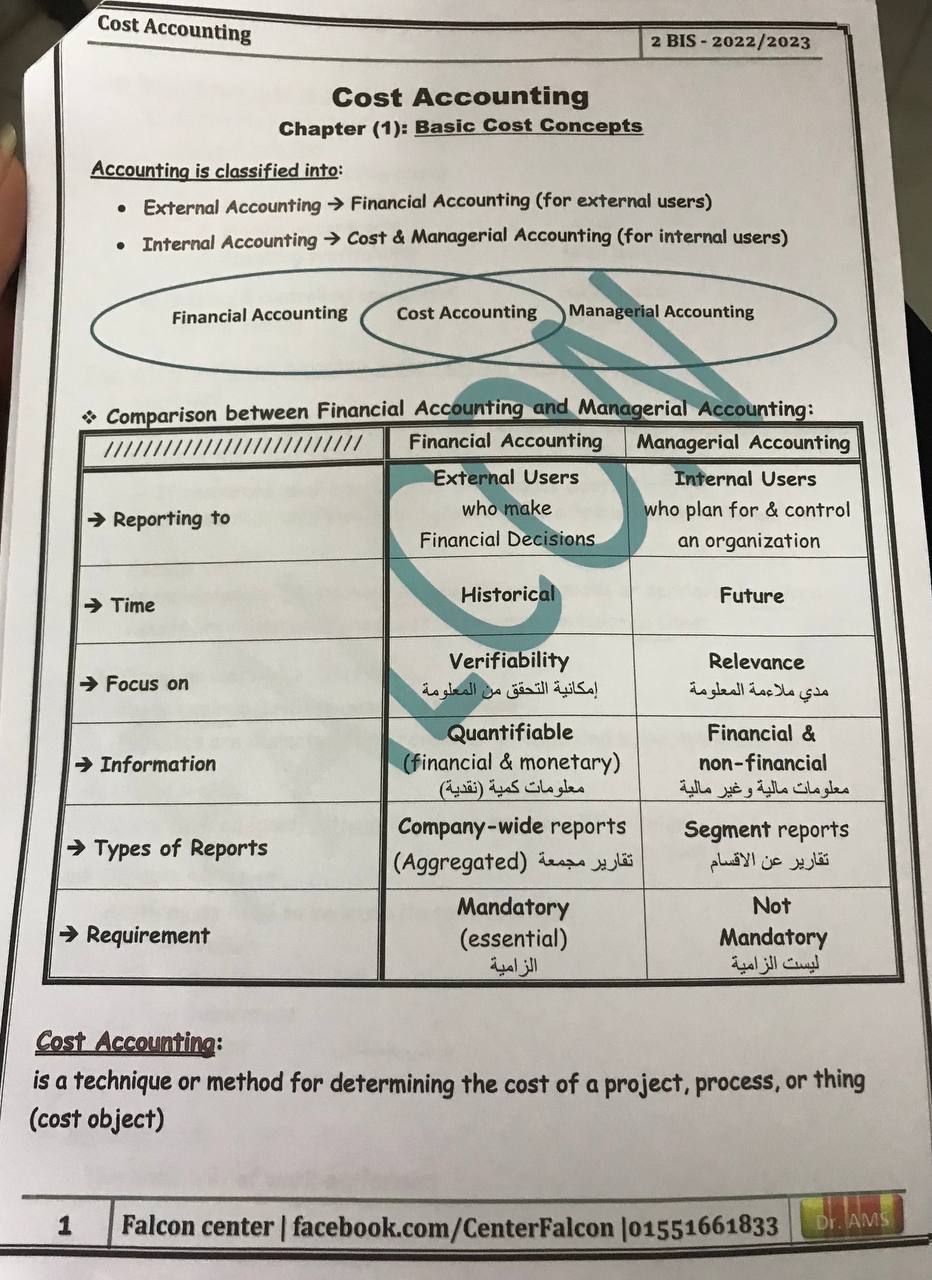 Cost Accounting
2 BIS - 2022/2023
Cost Accounting
Chapter (1): Basic Cost Concepts
Accounting is classified into:
• External Accounting → Financial Accounting (for external users)
• Internal Accounting → Cost & Managerial Accounting (for internal users)
Financial Accounting
Cost Accounting
Managerial Accounting
❖ Comparison between Financial Accounting and Managerial Accounting:
//////////////////////////
Financial Accounting
Managerial Accounting
→ Reporting to
External Users
who make
Financial Decisions
Internal Users
who plan for & control
an organization
→ Time
Historical
Future
→ Focus on
Verifiability
إمكانية التحقق من المعلومة
Relevance
مدي ملاءمة المعلومة
→ Information
Quantifiable
(financial & monetary)
معلومات كمية (نقدية)
Financial &
non-financial
معلومات مالية و غير مالية
→ Types of Reports
Company-wide reports
(Aggregated) تقارير مجمعة
Segment reports
تقارير عن الاقسام
→ Requirement
Mandatory
(essential)
الزامية
Not
Mandatory
ليست الزامية
Cost Accounting:
is a technique or method for determining the cost of a project, process, or thing
(cost object)
1
Falcon center | facebook.com/CenterFalcon |01551661833
Dr. AMS